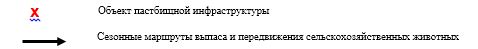 X Объект пастбищной инфраструктуры
Сезонные маршруты выпаса и передвижения сельскохозяйственных животных